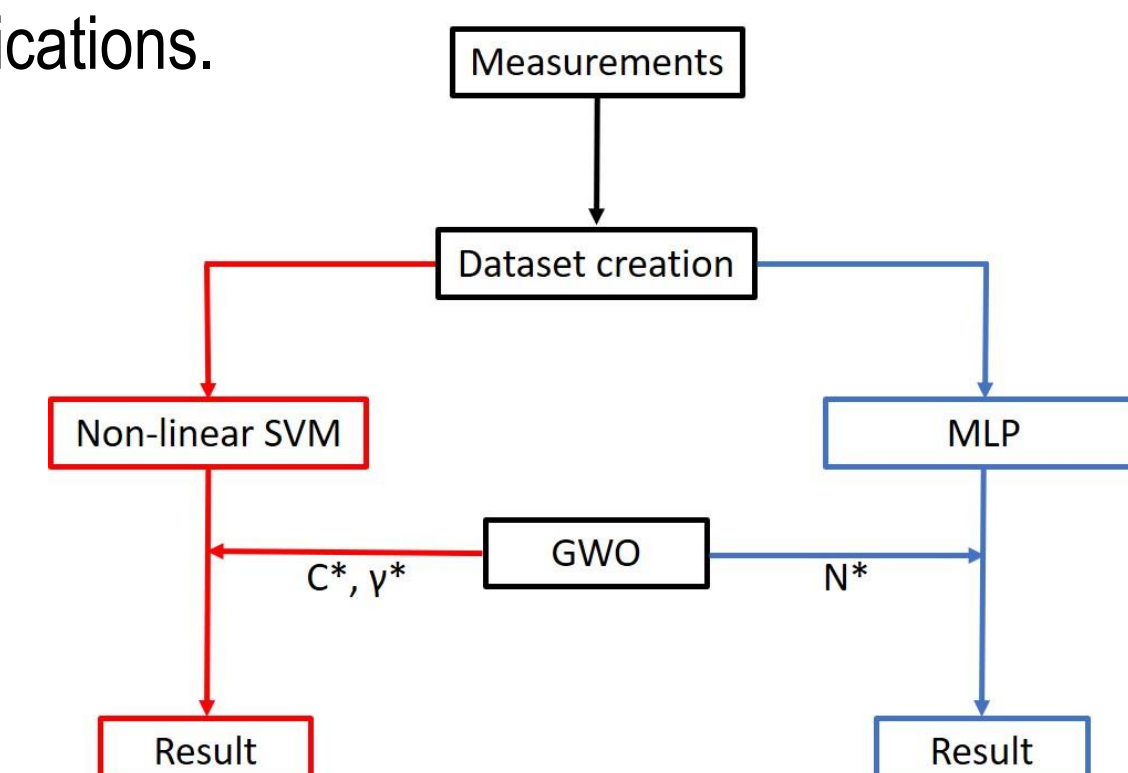 ications.
Measurements
Dataset creation
Non-linear SVM
MLP
GWO
C*, γ*
N*
Result
Result